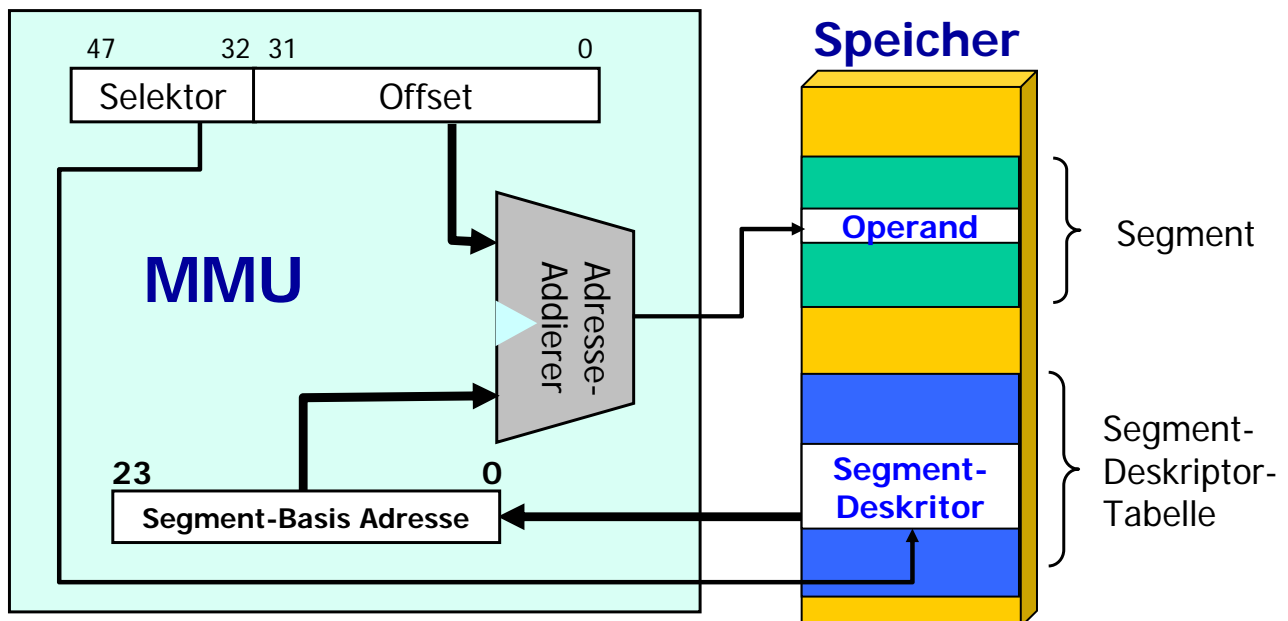 Speicher
47 32 31 0
Selektor Offset
Operand
Segment
MMU
Adresse-
Addierer
23 0
Segment-Basis Adresse
Segment-
Deskritor
Segment-
Deskriptor-
Tabelle